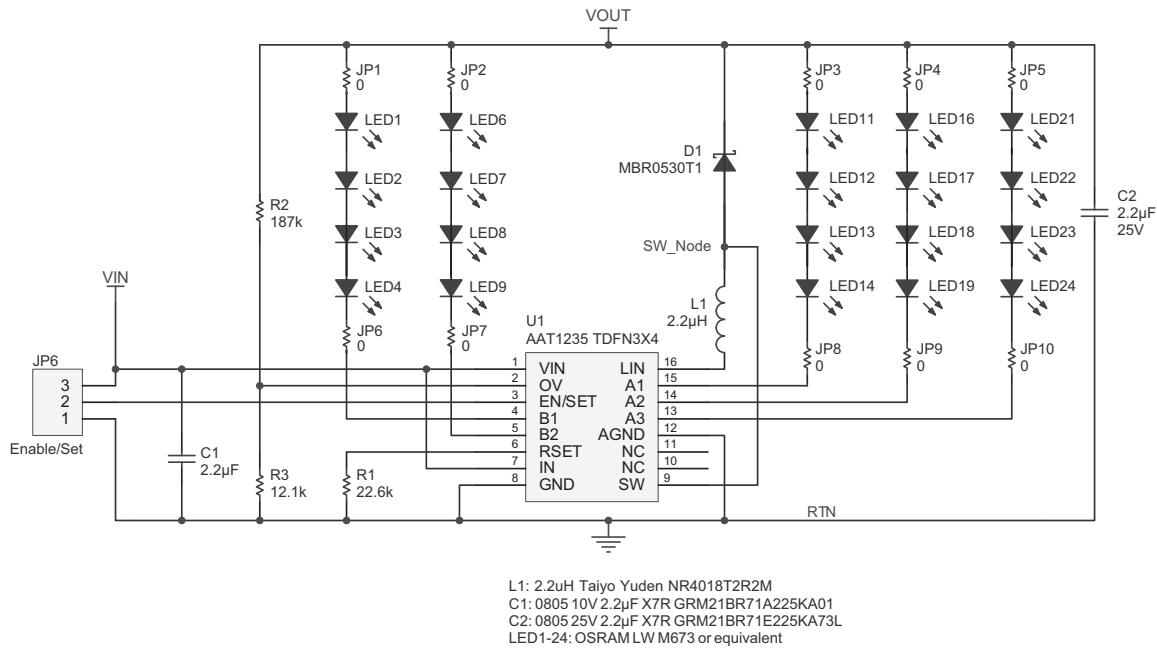 VOUT
JP1
0
JP2
0
JP3
0
JP4
0
JP5
0
LED1
LED6
LED11
LED16
LED21
D1
MBR0530T1
LED2
LED7
LED12
LED17
LED22
R2
187k
C2
2.2µF
25V
LED3
LED8
SW_Node
LED13
LED18
LED23
VIN
LED4
LED9
L1
2.2µH
LED14
LED19
LED24
JP6
0
JP7
0
U1
AAT1235 TDFN3X4
JP8
0
JP9
0
JP10
0
JP6
3
2
1
Enable/Set
1 VIN LIN 16
2 OV A1 15
3 EN/SET A2 14
4 B1 A3 13
5 B2 AGND 12
6 RSET NC 11
7 IN NC 10
8 GND SW 9
C1
2.2µF
R3
12.1k
R1
22.6k
RTN
L1: 2.2uH Taiyo Yuden NR4018T2R2M
C1: 0805 10V 2.2µF X7R GRM21BR71A225KA01
C2: 0805 25V 2.2µF X7R GRM21BR71E225KA73L
LED1-24: OSRAM LW M673 or equivalent